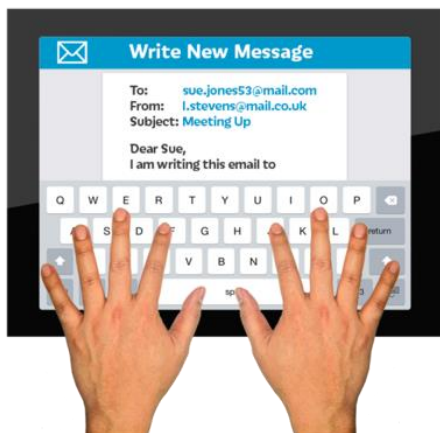 Write New Message
To: sue.jones53@mail.com
From: l.stevens@mail.co.uk
Subject: Meeting Up
Dear Sue,
I am writing this email to
Q W E R T Y U I O P
S D F G H K L return
V B N